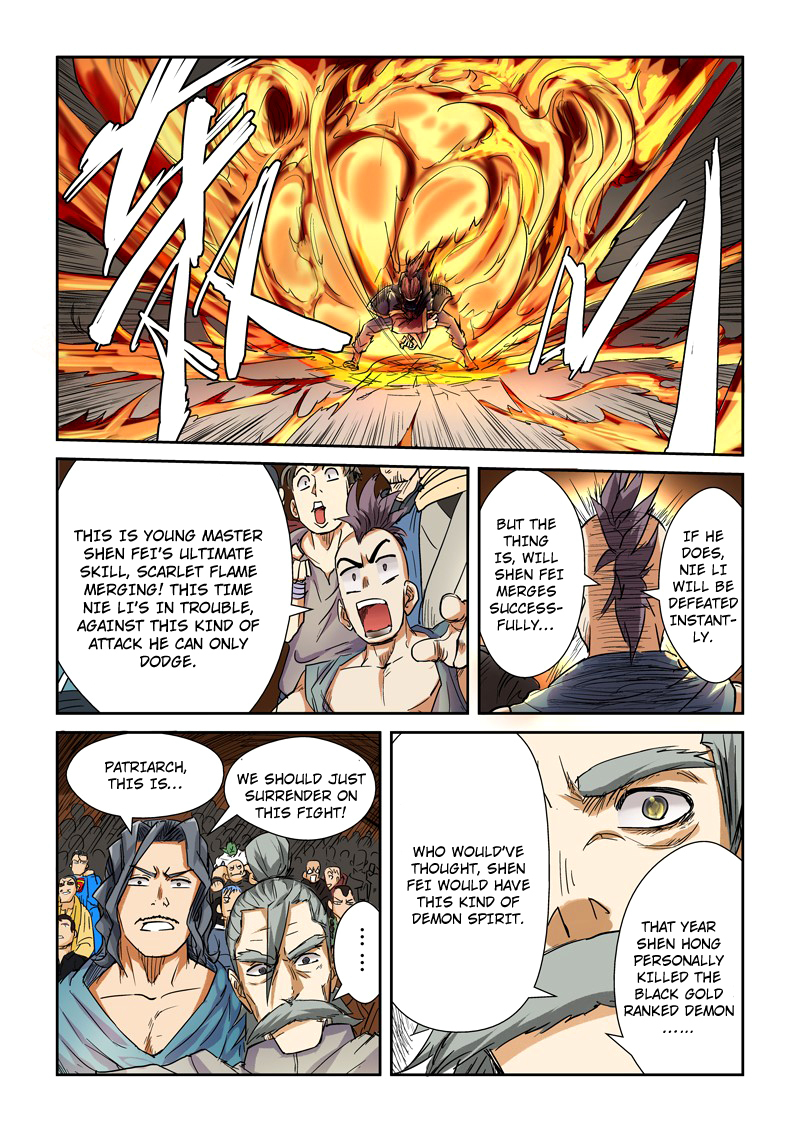 THIS IS YOUNG MASTER
SHEN FEI'S ULTIMATE
SKILL, SCARLET FLAME
MERGING! THIS TIME
NIE LI'S IN TROUBLE,
AGAINST THIS KIND OF
ATTACK HE CAN ONLY
DODGE.
BUT THE
THING
IS, WILL
SHEN FEI
MERGES
SUCCESS-
FULLY...
IF HE
DOES,
NIE LI
WILL BE
DEFEATED
INSTANT-
LY.
PATRIARCH,
THIS IS...
WE SHOULD JUST
SURRENDER ON
THIS FIGHT!
......
WHO WOULD'VE
THOUGHT, SHEN
FEI WOULD HAVE
THIS KIND OF
DEMON SPIRIT.
THAT YEAR
SHEN HONG
PERSONALLY
KILLED THE
BLACK GOLD
RANKED DEMON
......